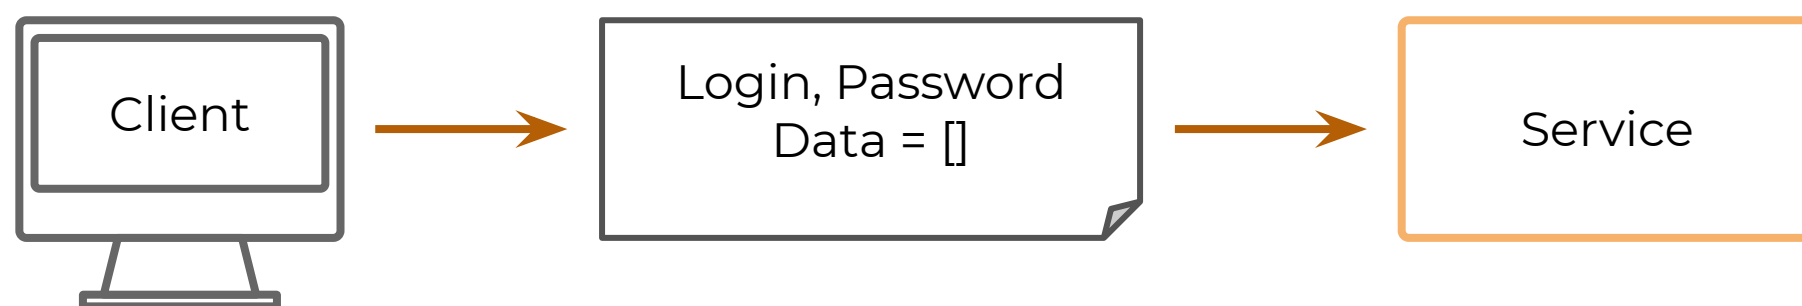 Client
Login, Password
Data = []
Service